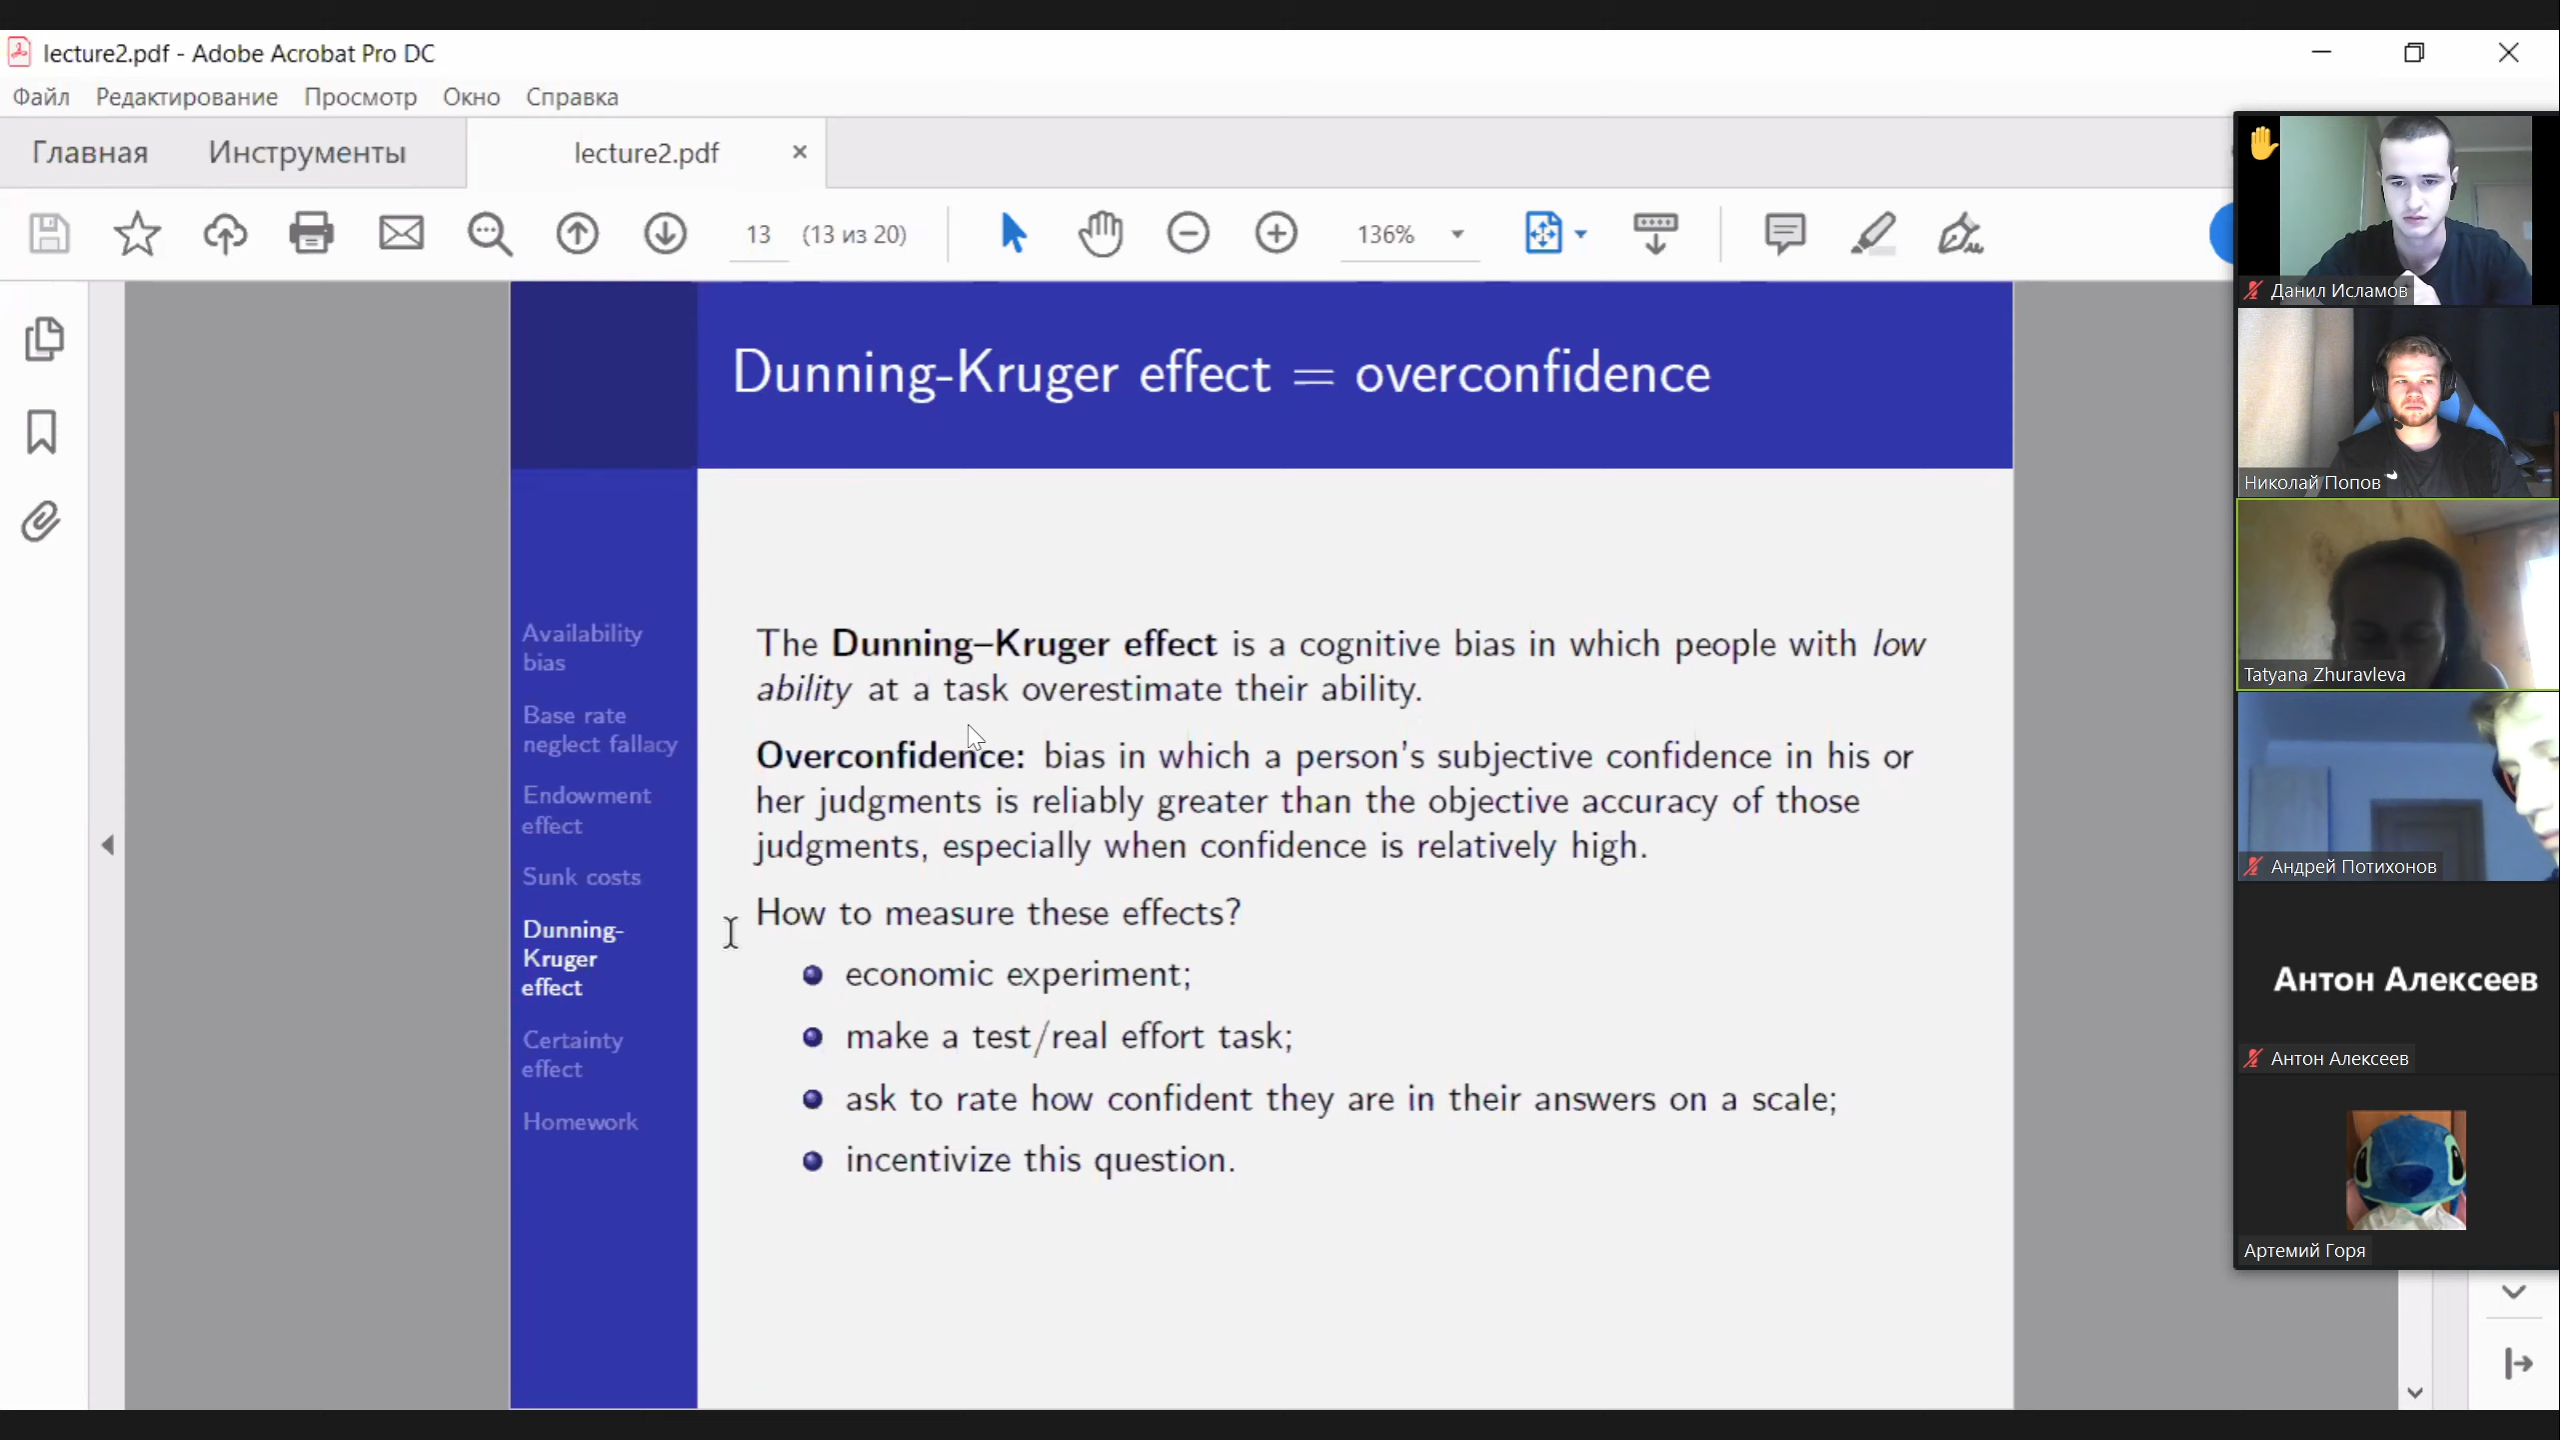 lecture2.pdf - Adobe Acrobat Pro DC
Файл Редактирование Просмотр Окно Справка
Главная Инструменты lecture2.pdf
13 (13 из 20) 136%
Dunning-Kruger effect = overconfidence
Availability
bias
Base rate
neglect fallacy
Endowment
effect
Sunk costs
Dunning-
Kruger
effect
Certainty
effect
Homework
The Dunning–Kruger effect is a cognitive bias in which people with low
ability at a task overestimate their ability.
Overconfidence: bias in which a person's subjective confidence in his or
her judgments is reliably greater than the objective accuracy of those
judgments, especially when confidence is relatively high.
How to measure these effects?
economic experiment;
make a test/real effort task;
ask to rate how confident they are in their answers on a scale;
incentivize this question.
Данил Исламов
Николай Попов
Tatyana Zhuravleva
Андрей Потихонов
Антон Алексеев
Антон Алексеев
Артемий Горя